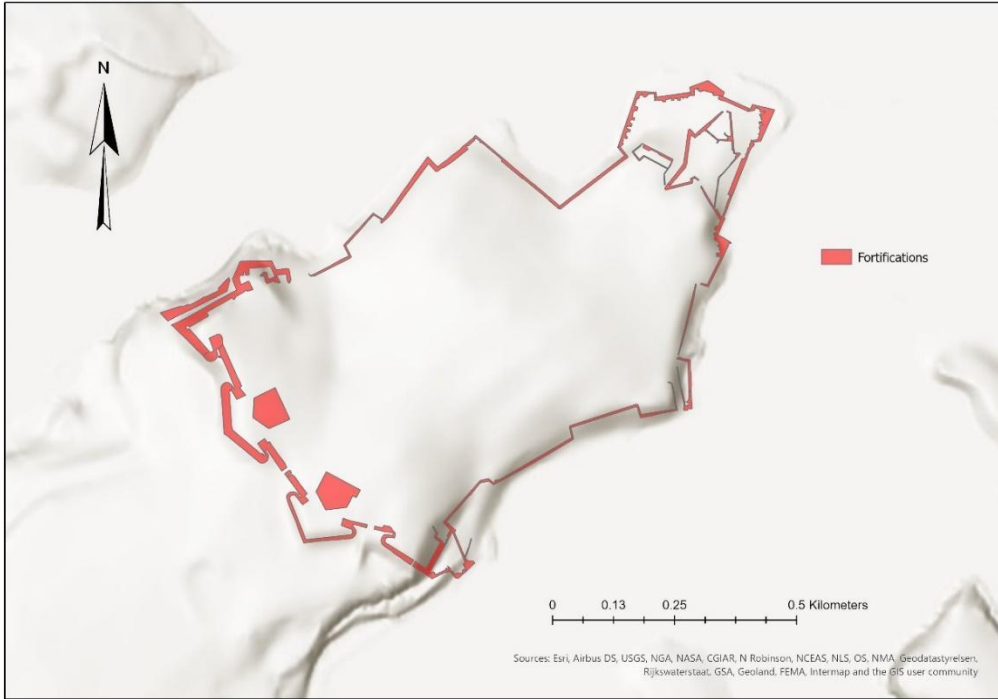 N
Fortifications
0 0.13 0.25 0.5 Kilometers
Sources: Esri, Airbus DS, USGS, NGA, NASA, CGIAR, N Robinson, NCEAS, NLS, OS, NMA, Geodatastyrelsen,
Rijkswaterstaat, GSA, Geoland, FEMA, Intermap and the GIS user community